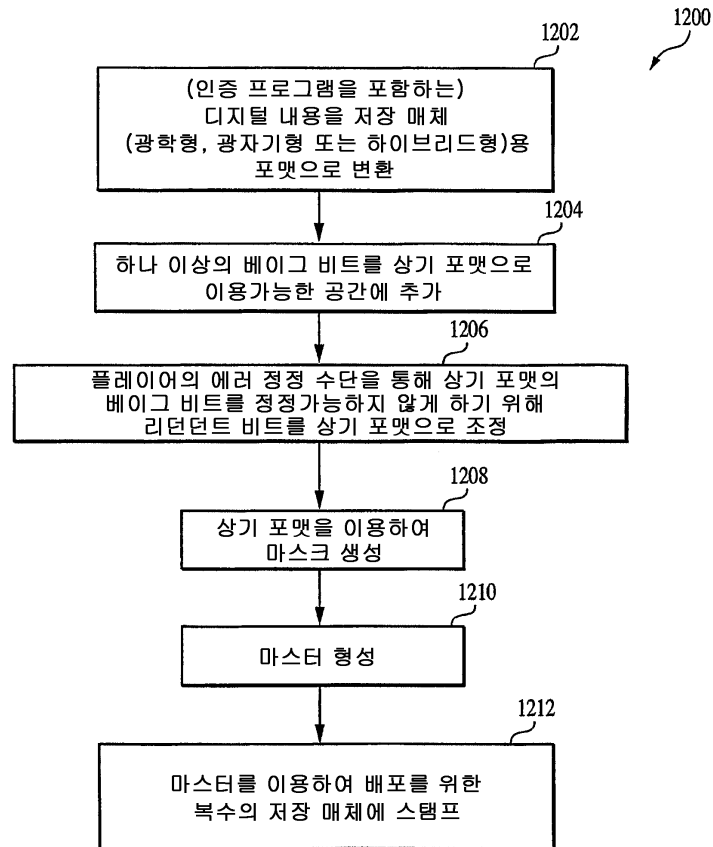 1200
1202
(인증 프로그램을 포함하는)
디지털 내용을 저장 매체
(광학형, 광자기형 또는 하이브리드형)용
포맷으로 변환
1204
하나 이상의 베이그 비트를 상기 포맷으로
이용가능한 공간에 추가
1206
플레이어의 에러 정정 수단을 통해 상기 포맷의
베이그 비트를 정정가능하지 않게 하기 위해
리던던트 비트를 상기 포맷으로 조정
1208
상기 포맷을 이용하여
마스크 생성
1210
마스터 형성
1212
마스터를 이용하여 배포를 위한
복수의 저장 매체에 스탬프